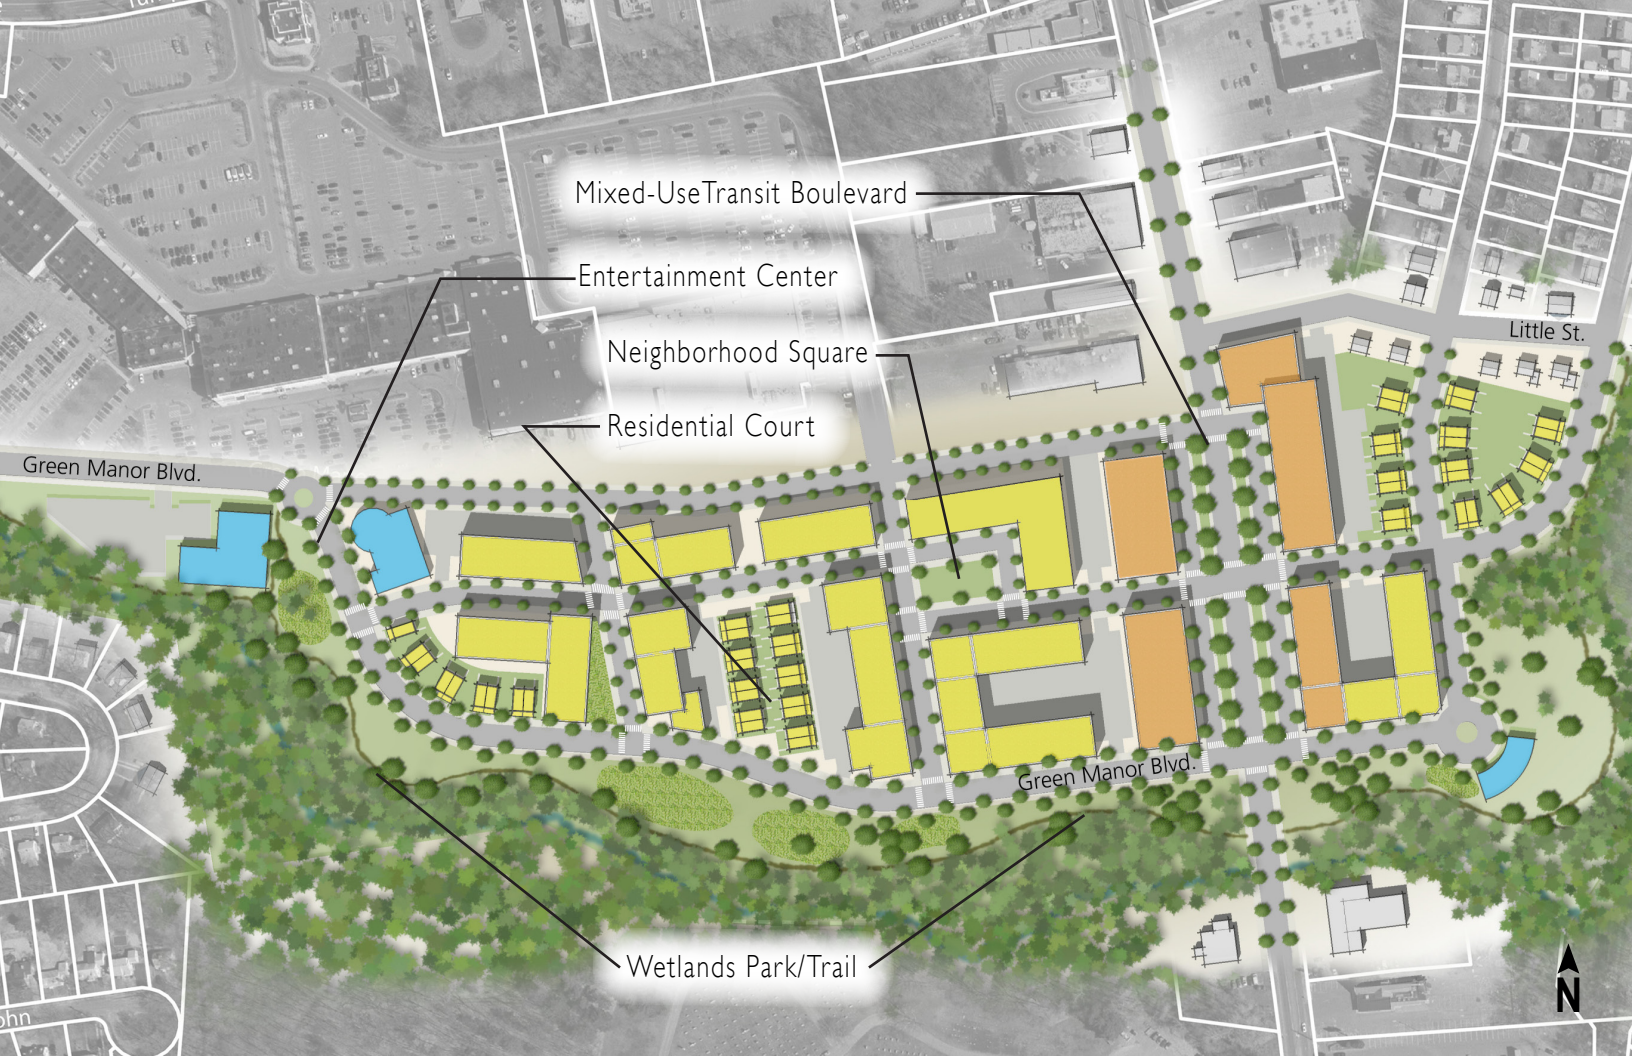 Mixed-UseTransit Boulevard
Entertainment Center
Little St.
Neighborhood Square
Residential Court
Green Manor Blvd.
Green Manor Blvd.
Wetlands Park/Trail
N